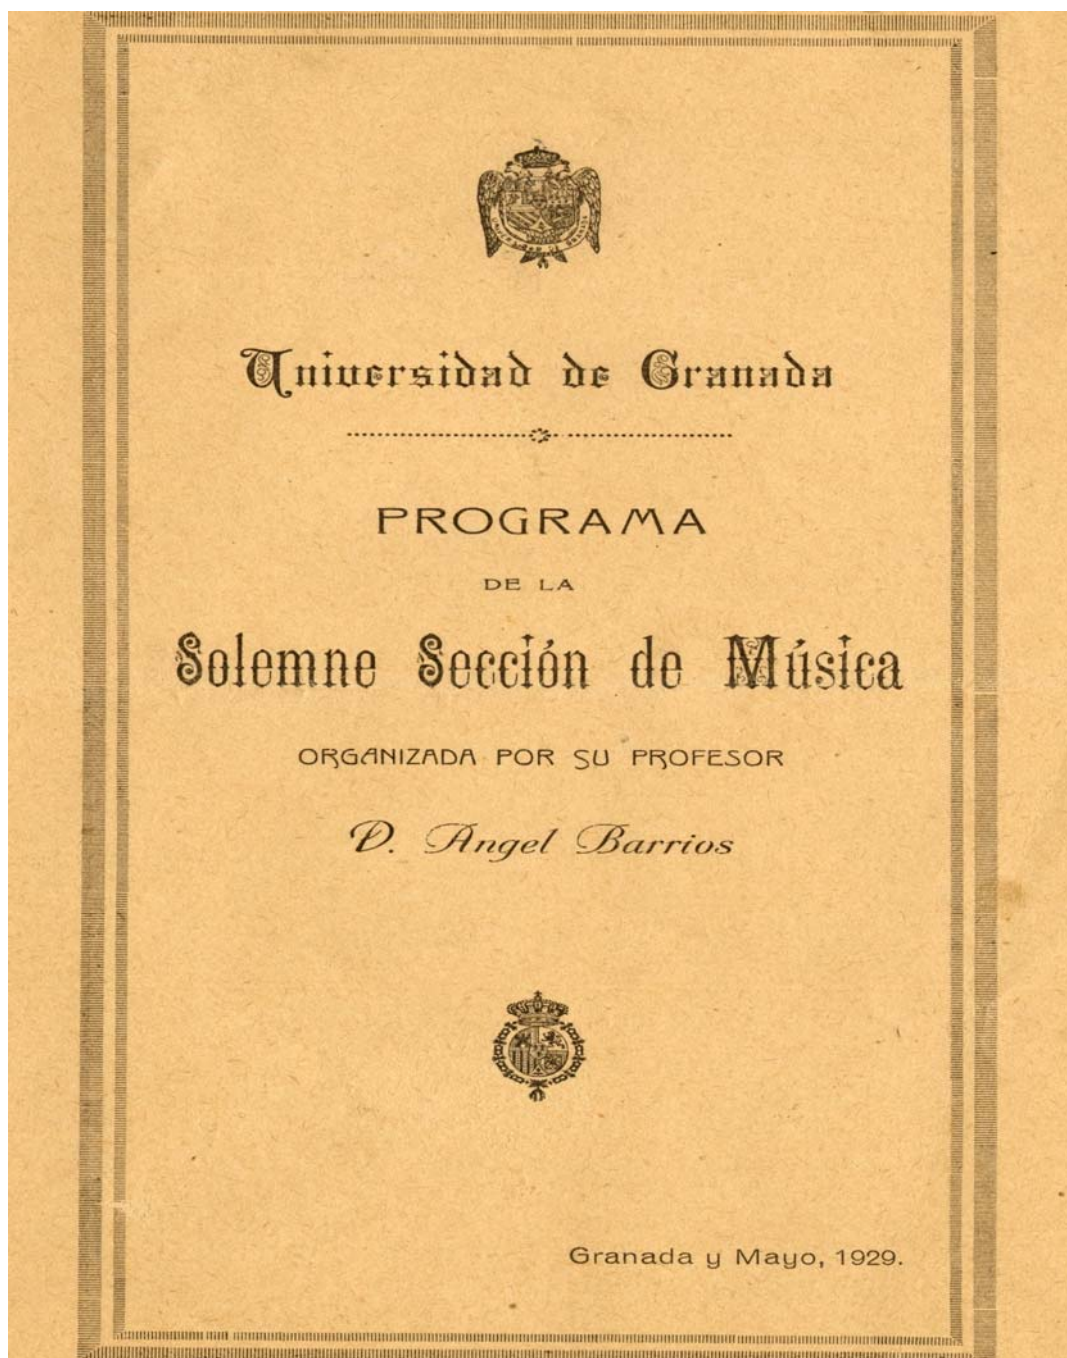 Universidad de Granada
PROGRAMA
DE LA
Solemne Sección de Música
ORGANIZADA POR SU PROFESOR
D. Angel Barrios
Granada y Mayo, 1929.